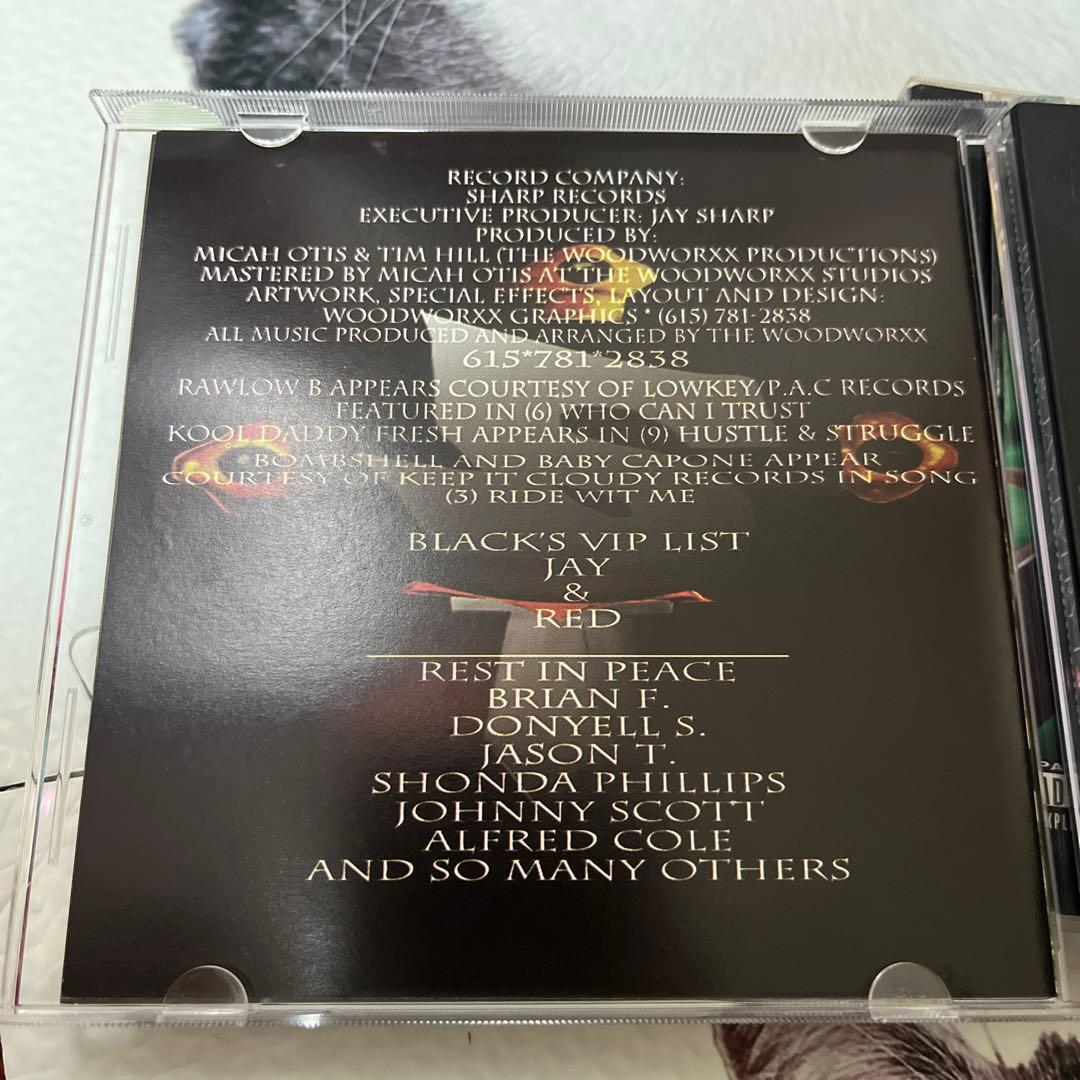 RECORD COMPANY:
SHARP RECORDS
EXECUTIVE PRODUCER: JAY SHARP
PRODUCED BY:
MICAH OTIS & TIM HILL (THE WOODWORXX PRODUCTIONS)
MASTERED BY MICAH OTIS AT THE WOODWORXX STUDIOS
ARTWORK, SPECIAL EFFECTS, LAYOUT AND DESIGN:
WOODWORXX GRAPHICS * (615) 781-2838
ALL MUSIC PRODUCED AND ARRANGED BY THE WOODWORXX
615*781*2838
RAWLOW B APPEARS COURTESY OF LOWKEY/P.A.C RECORDS
FEATURED IN (6) WHO CAN I TRUST
KOOL DADDY FRESH APPEARS IN (9) HUSTLE & STRUGGLE
BOMBSHELL AND BABY CAPONE APPEAR
COURTESY OF KEEP IT CLOUDY RECORDS IN SONG
(3) RIDE WIT ME
BLACK'S VIP LIST
JAY
&
RED
REST IN PEACE
BRIAN F.
DONYELL S.
JASON T.
SHONDA PHILLIPS
JOHNNY SCOTT
ALFRED COLE
AND SO MANY OTHERS